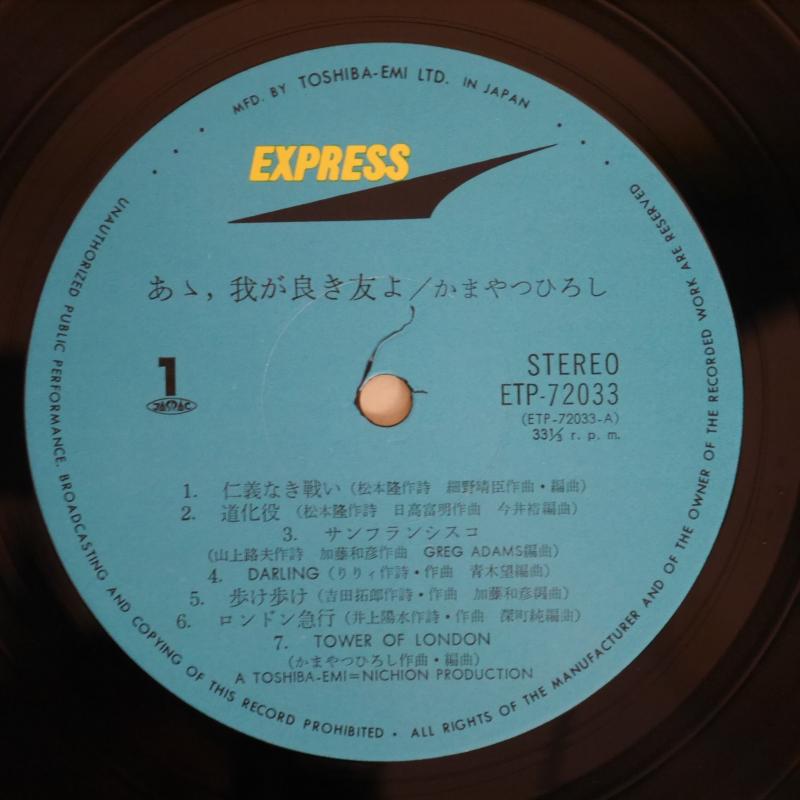 MFD. BY TOSHIBA-EMI LTD. IN JAPAN
EXPRESS
あゝ，我が良き友よ／かまやつひろし
1
JASRAC
STEREO
ETP-72033
(ETP-72033-A)
33⅓ r. p. m.
1. 仁義なき戦い (松本隆作詩 細野晴臣作曲・編曲)
2. 道化役 (松本隆作詩 日高富明作曲 今井裕編曲)
3. サンフランシスコ
(山上路夫作詩 加藤和彦作曲 GREG ADAMS編曲)
4. DARLING (りりィ作詩・作曲 青木望編曲)
5. 歩け歩け (吉田拓郎作詩・作曲 加藤和彦編曲)
6. ロンドン急行 (井上陽水作詩・作曲 深町純編曲)
7. TOWER OF LONDON
(かまやつひろし作曲・編曲)
A TOSHIBA-EMI=NICHION PRODUCTION
UNAUTHORIZED PUBLIC PERFORMANCE. BROADCASTING AND COPYING OF THIS RECORD PROHIBITED • ALL RIGHTS OF THE MANUFACTURER AND OF THE OWNER OF THE RECORDED WORK ARE RESERVED